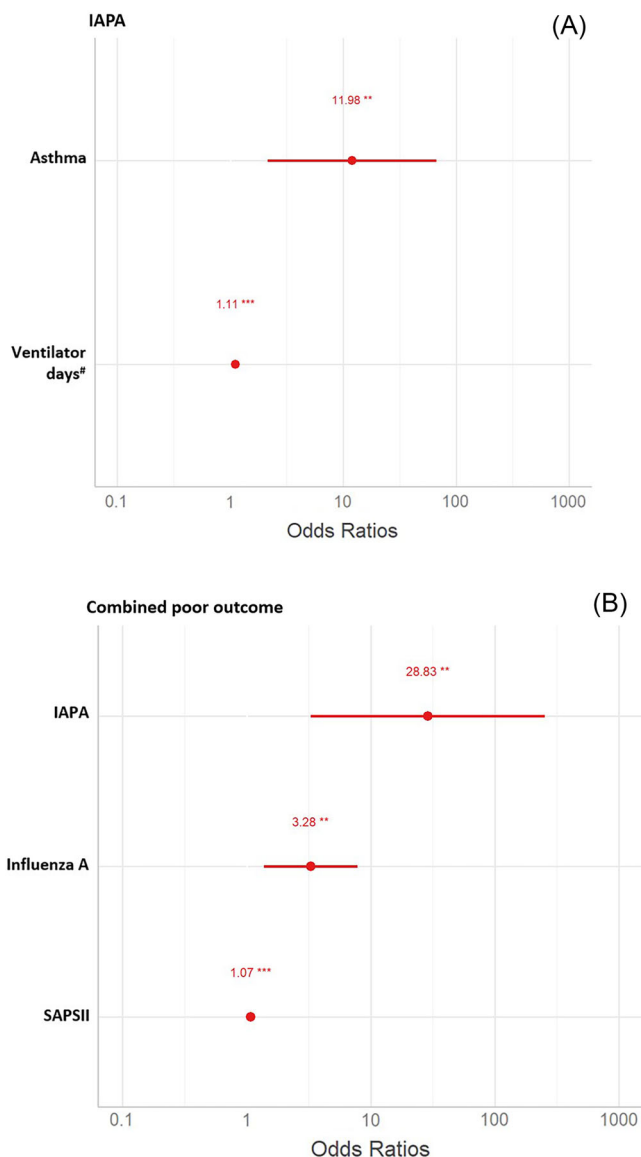 IAPA
(A)
11.98 **
Asthma
1.11 ***
Ventilator
days#
0.1 1 10 100 1000
Odds Ratios
Combined poor outcome
(B)
28.83 **
IAPA
3.28 **
Influenza A
1.07 ***
SAPSII
0.1 1 10 100 1000
Odds Ratios